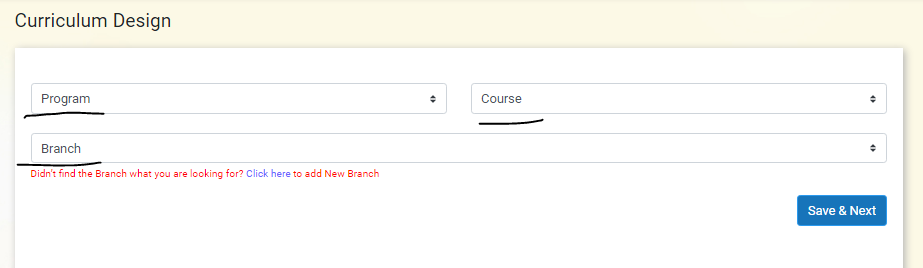 Curriculum Design
Program
Course
Branch
Didn't find the Branch what you are looking for? Click here to add New Branch
Save & Next